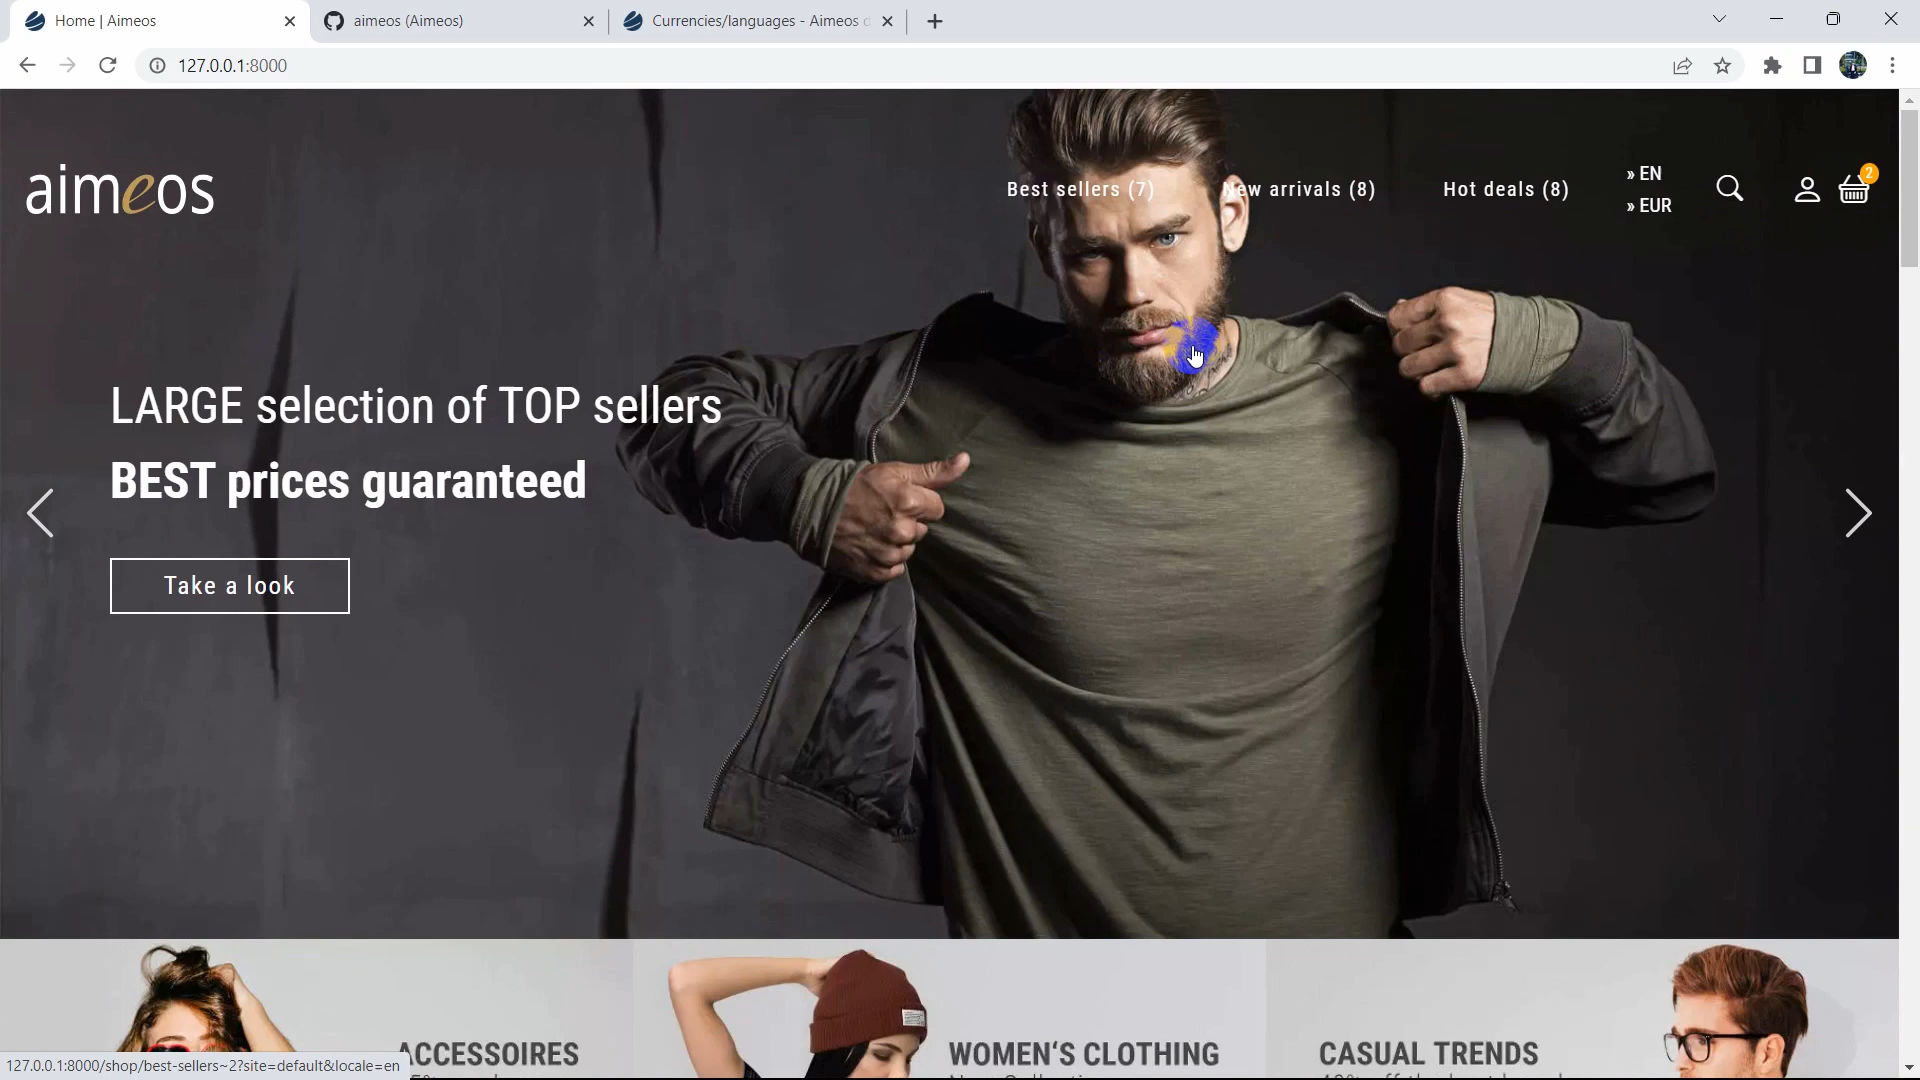 Home | Aimeos
aimeos (Aimeos)
Currencies/languages - Aimeos
127.0.0.1:8000
aimeos
Best sellers (7)
New arrivals (8)
Hot deals (8)
» EN
» EUR
2
LARGE selection of TOP sellers
BEST prices guaranteed
Take a look
ACCESSOIRES
WOMEN‘S CLOTHING
CASUAL TRENDS
127.0.0.1:8000/shop/best-sellers~2?site=default&locale=en